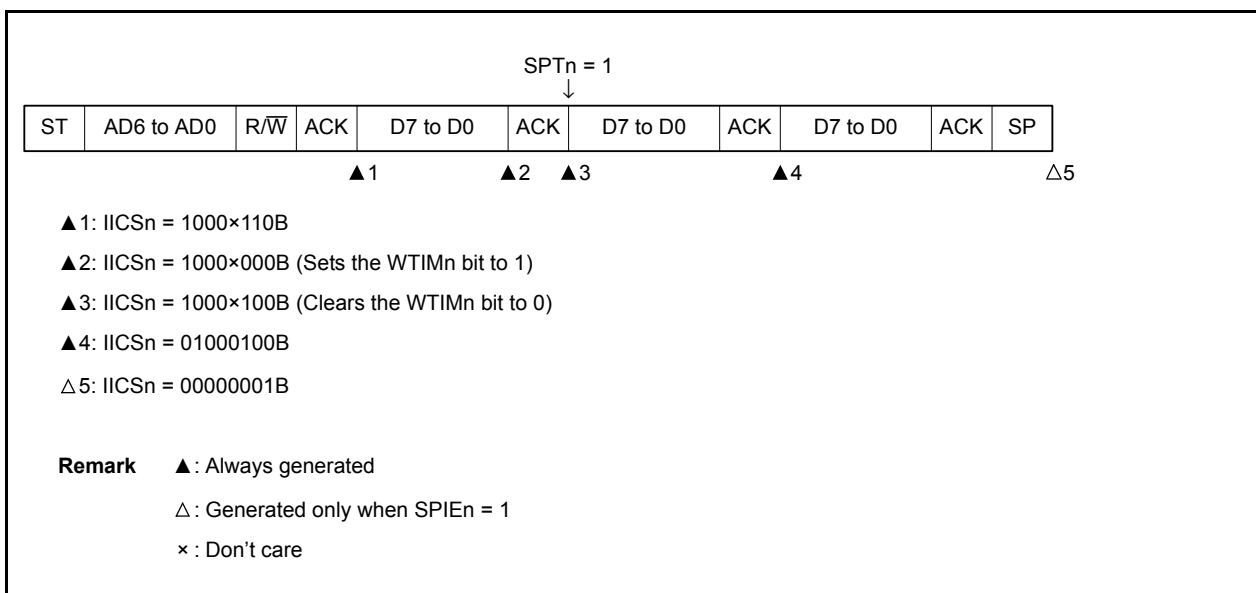 SPTn = 1
↓
ST AD6 to AD0 R/W̅ ACK D7 to D0 ACK D7 to D0 ACK D7 to D0 ACK SP
▲1 ▲2 ▲3 ▲4 △5
▲1: IICSn = 1000×110B
▲2: IICSn = 1000×000B (Sets the WTIMn bit to 1)
▲3: IICSn = 1000×100B (Clears the WTIMn bit to 0)
▲4: IICSn = 01000100B
△5: IICSn = 00000001B
Remark ▲: Always generated
△: Generated only when SPIEn = 1
×: Don't care